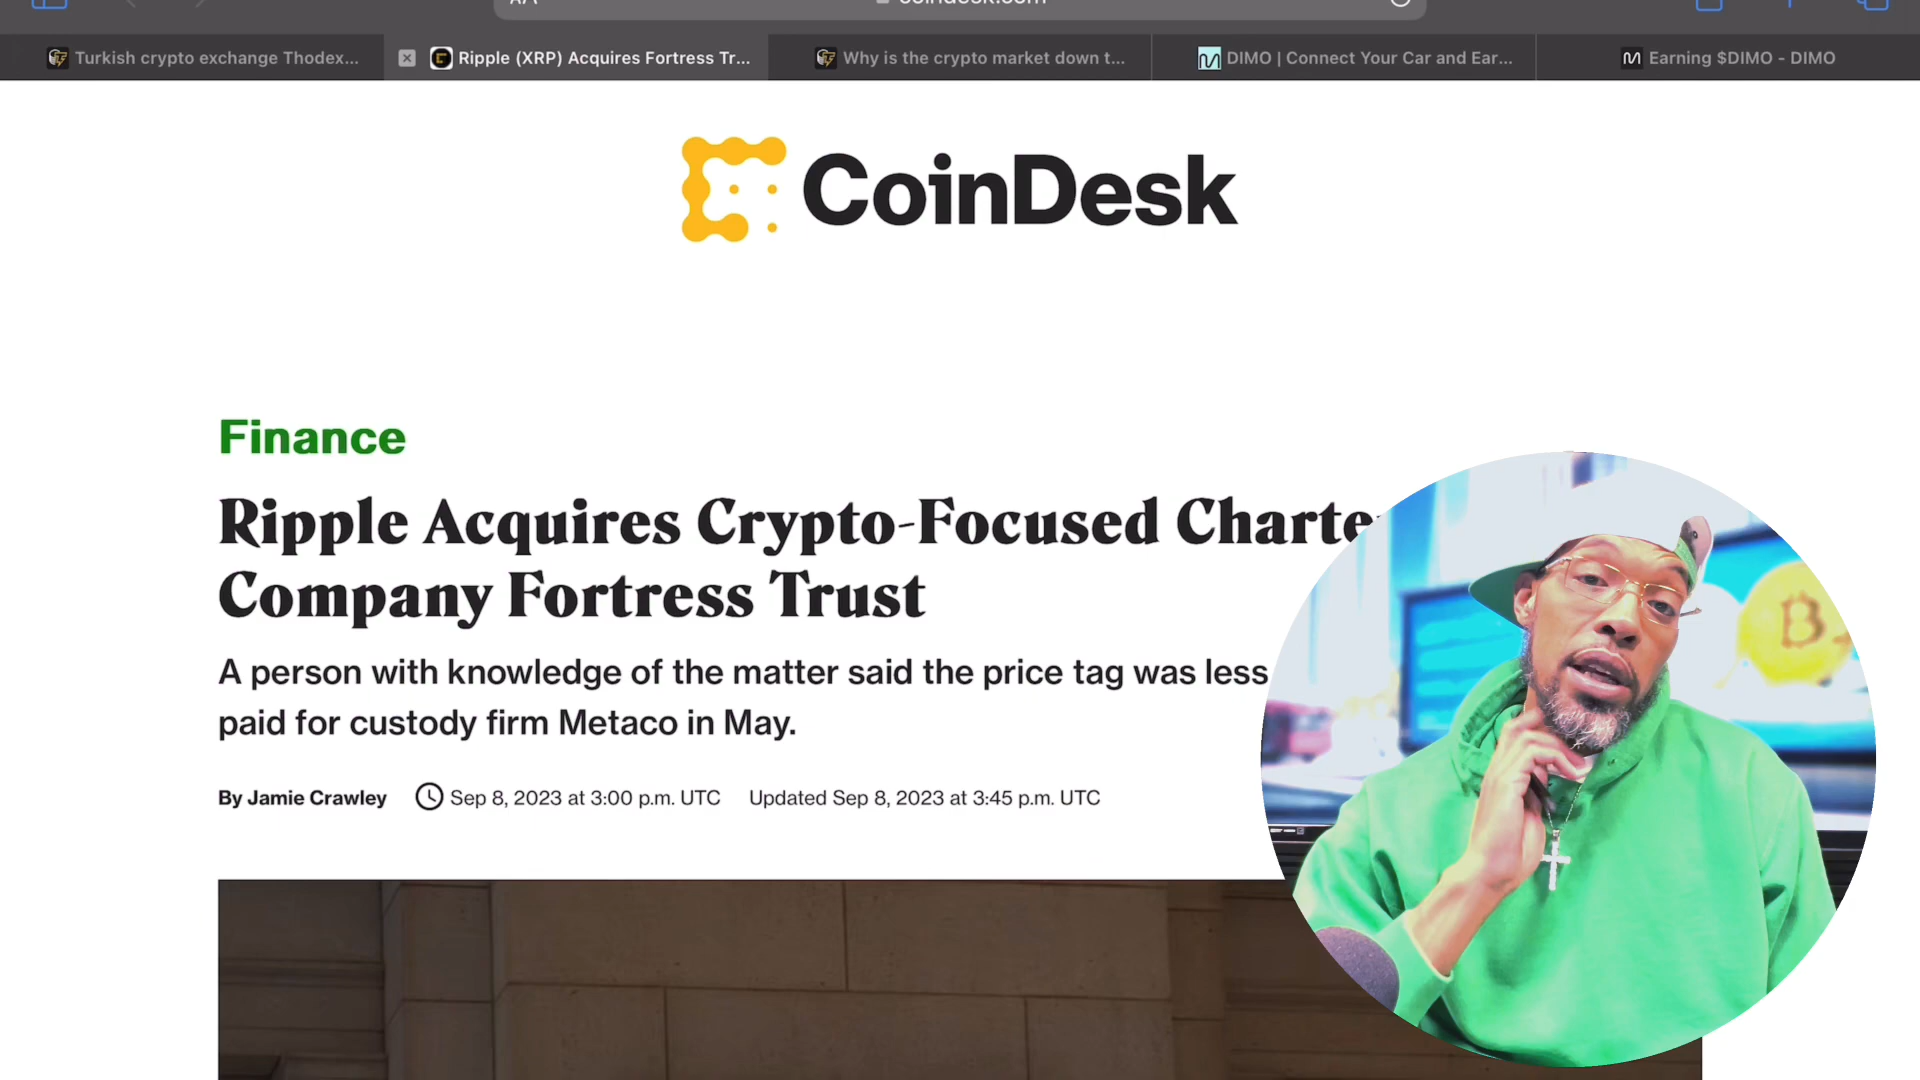 coindesk.com
Turkish crypto exchange Thodex...
Ripple (XRP) Acquires Fortress Tr...
Why is the crypto market down t...
DIMO | Connect Your Car and Ear...
Earning $DIMO - DIMO
CoinDesk
Finance
Ripple Acquires Crypto-Focused Charte
Company Fortress Trust
A person with knowledge of the matter said the price tag was less
paid for custody firm Metaco in May.
By Jamie Crawley
Sep 8, 2023 at 3:00 p.m. UTC
Updated Sep 8, 2023 at 3:45 p.m. UTC